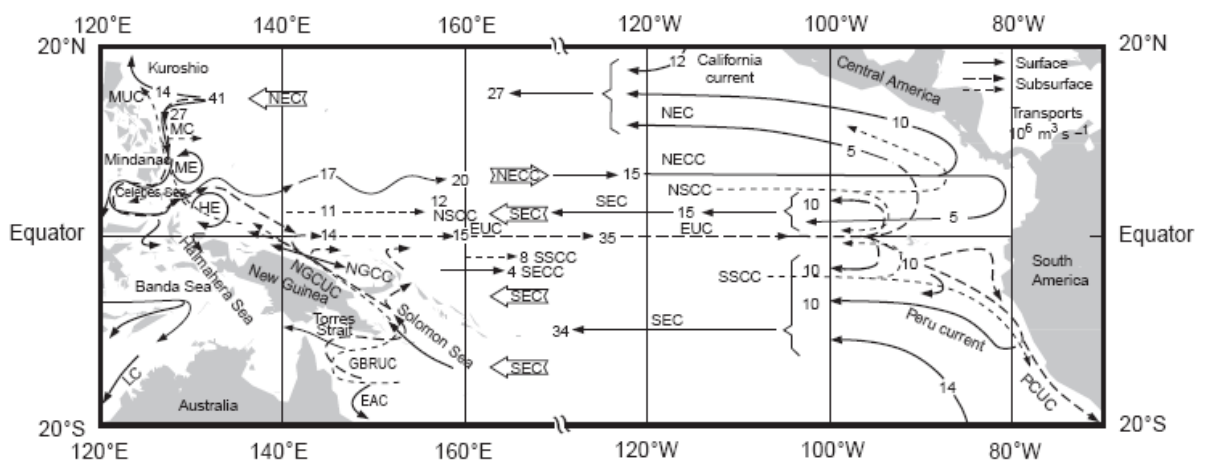 120°E 140°E 160°E 120°W 100°W 80°W
20°N 20°N
Kuroshio
MUC 14 41
27
MC
Mindanao
ME
Celebes Sea
HE
NEC
27
12 California
current
NEC
Central America
10
5
Surface
Subsurface
Transports
10⁶ m³ s⁻¹
17
20
NECC
15
NECC
NSCC
12
11
NSCC
SEC
SEC
15
10
5
Equator Equator
14
15
EUC
35
EUC
Halmahera Sea
NGCUC
NGCC
8 SSCC
4 SECC
SSCC
10
10
South
America
Banda Sea
New Guinea
SEC
Torres
Strait
Solomon Sea
34
SEC
10
Peru current
GBRUC
SEC
LC
EAC
14
PCUC
Australia
20°S 20°S
120°E 140°E 160°E 120°W 100°W 80°W